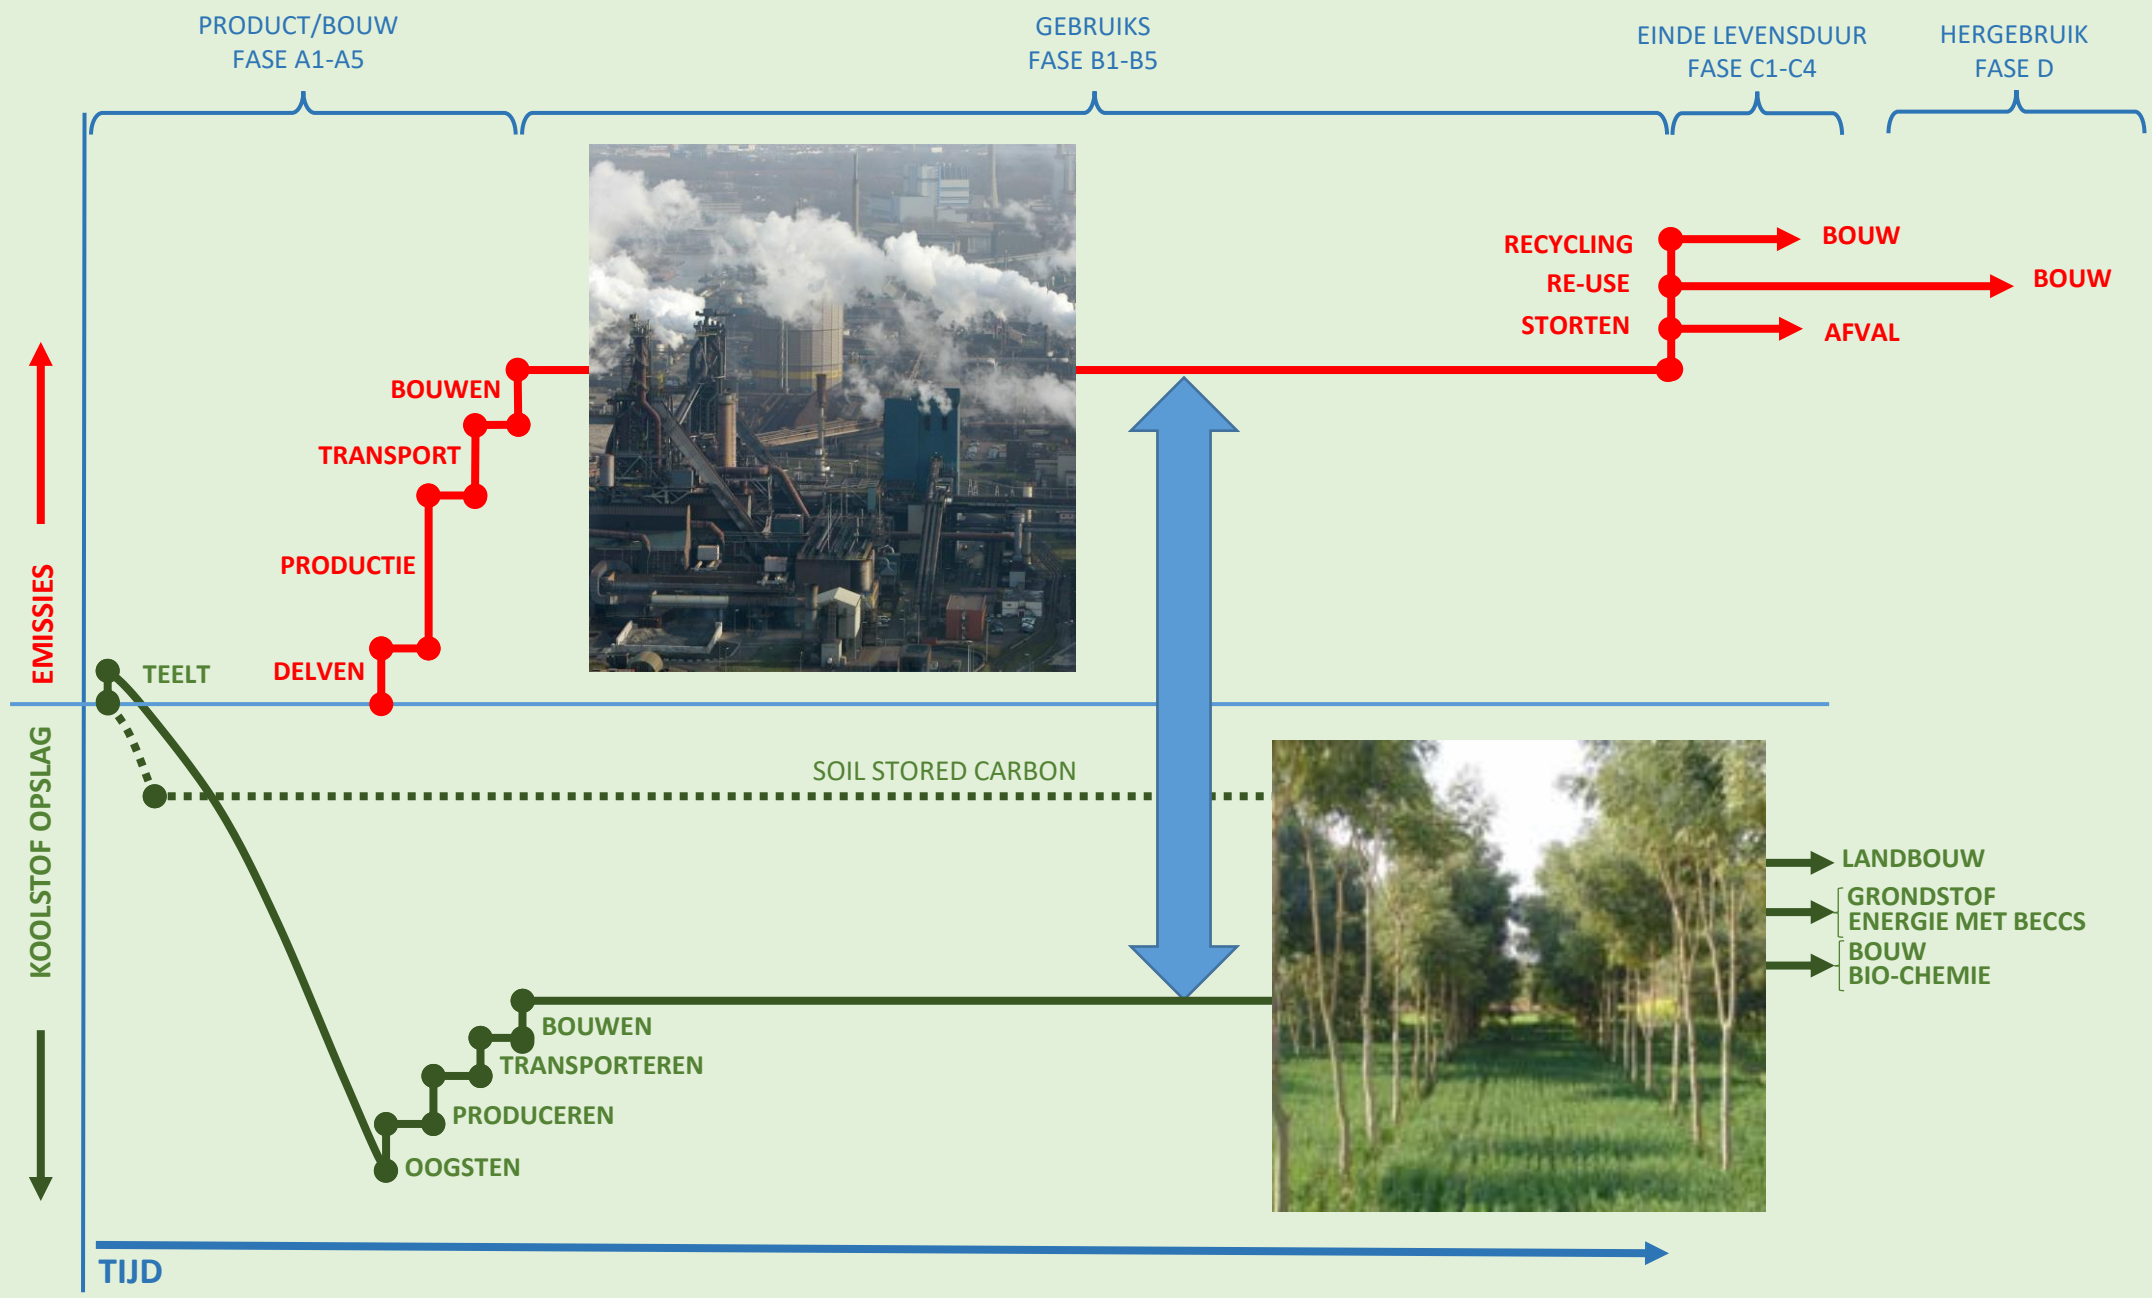 PRODUCT/BOUW
FASE A1-A5
GEBRUIKS
FASE B1-B5
EINDE LEVENSDUUR
FASE C1-C4
HERGEBRUIK
FASE D
RECYCLING
BOUW
RE-USE
BOUW
STORTEN
AFVAL
BOUWEN
TRANSPORT
PRODUCTIE
DELVEN
EMISSIES
TEELT
KOOLSTOF OPSLAG
SOIL STORED CARBON
LANDBOUW
GRONDSTOF
ENERGIE MET BECCS
BOUW
BIO-CHEMIE
BOUWEN
TRANSPORTEREN
PRODUCEREN
OOGSTEN
TIJD